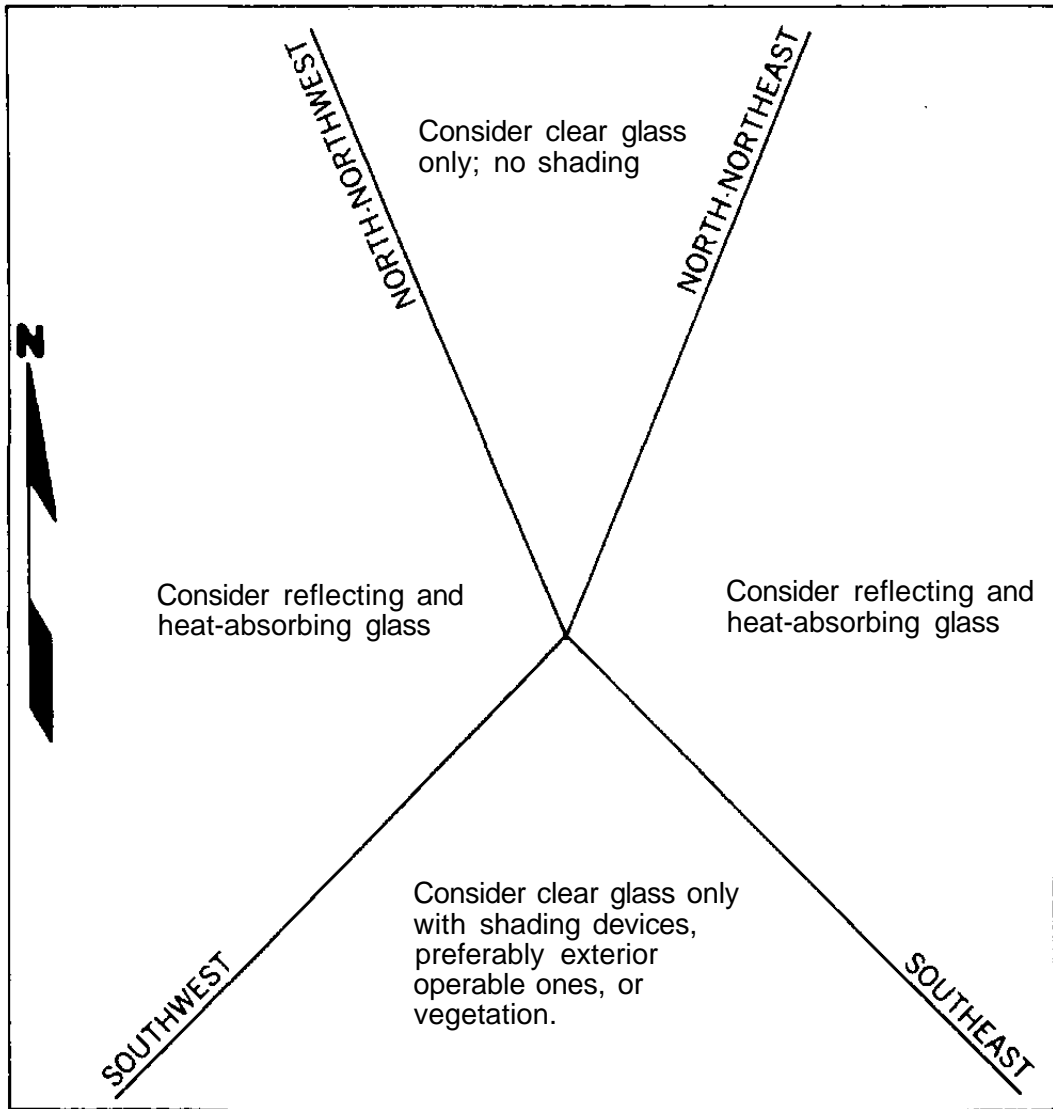 NORTH-NORTHWEST
NORTH-NORTHEAST
Consider clear glass
only; no shading
N
Consider reflecting and
heat-absorbing glass
Consider reflecting and
heat-absorbing glass
Consider clear glass only
with shading devices,
preferably exterior
operable ones, or
vegetation.
SOUTHWEST
SOUTHEAST